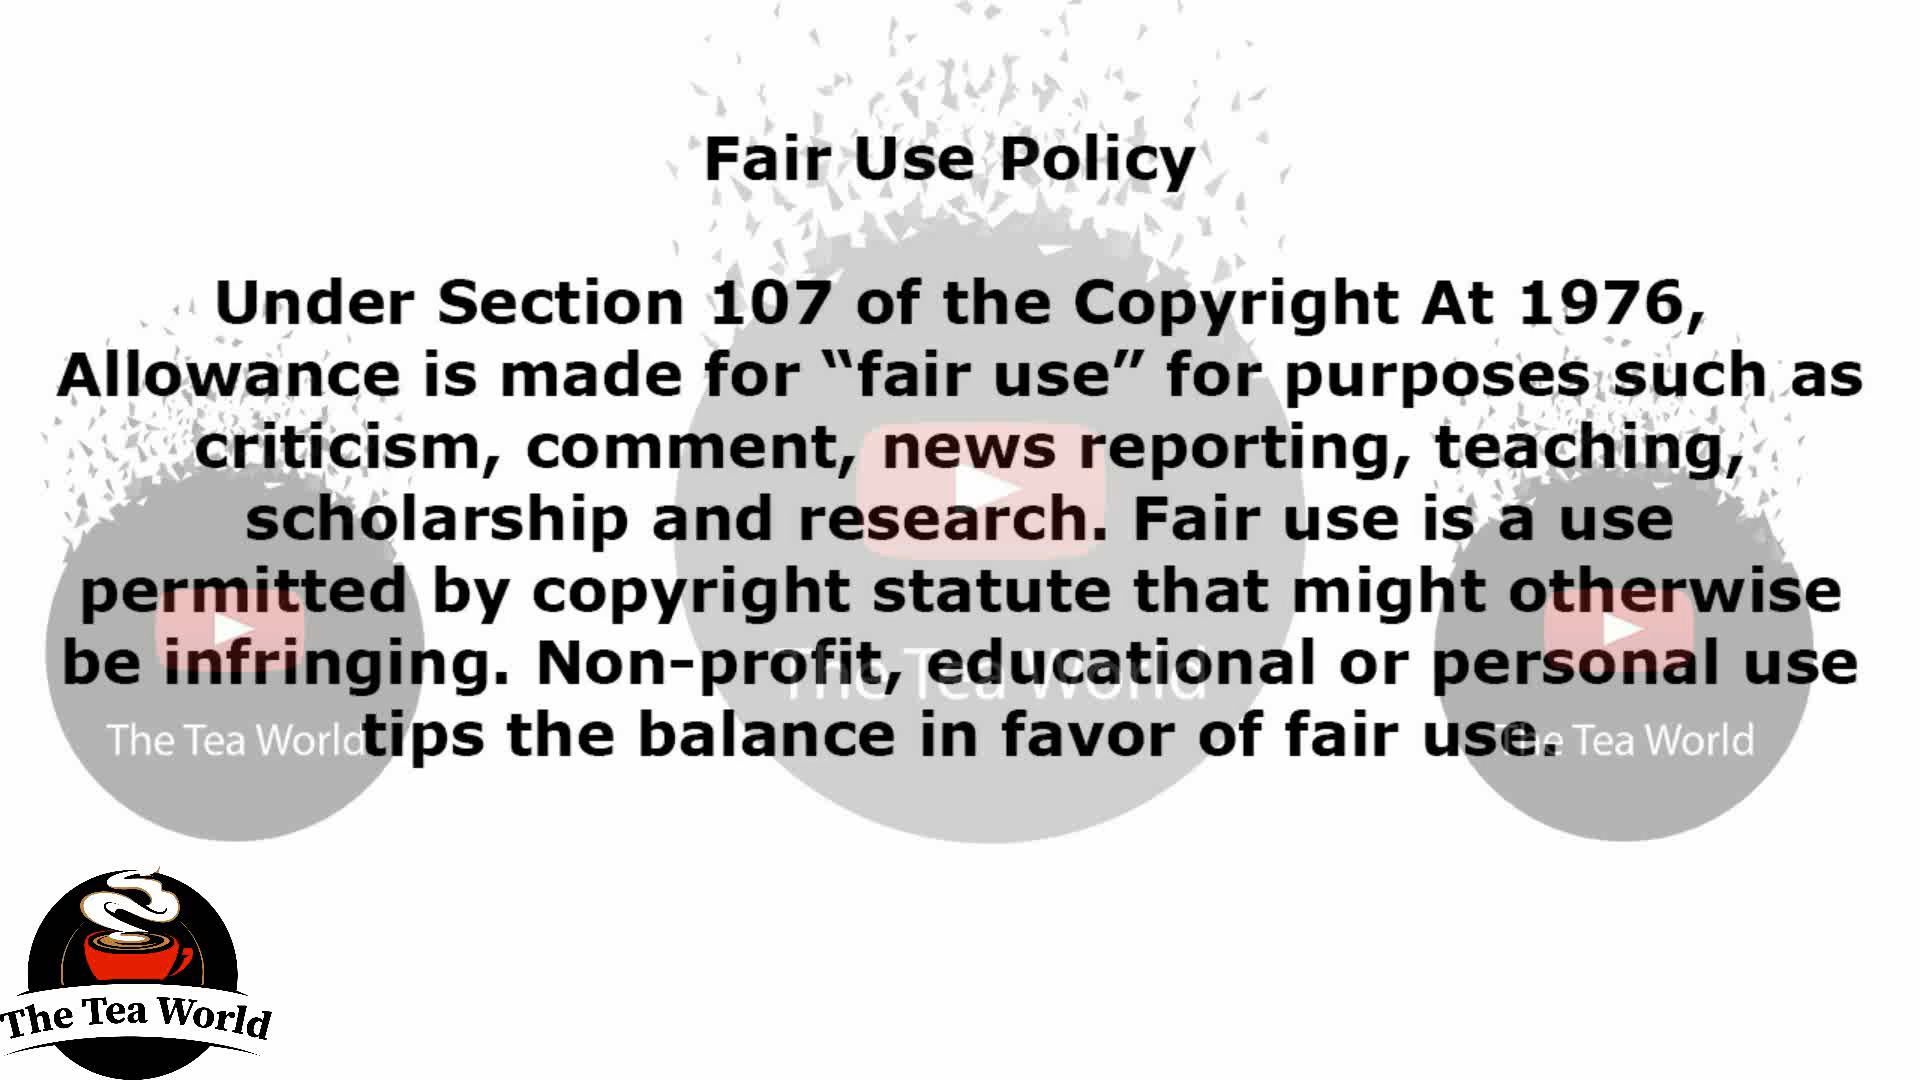 Fair Use Policy
Under Section 107 of the Copyright At 1976,
Allowance is made for “fair use” for purposes such as
criticism, comment, news reporting, teaching,
scholarship and research. Fair use is a use
permitted by copyright statute that might otherwise
be infringing. Non-profit, educational or personal use
The Tea World
tips the balance in favor of fair use.
The Tea World
The Tea World
The Tea World